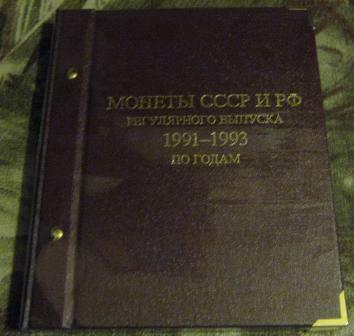 МОНЕТЫ СССР И РФ
РЕГУЛЯРНОГО ВЫПУСКА
1991–1993
ПО ГОДАМ